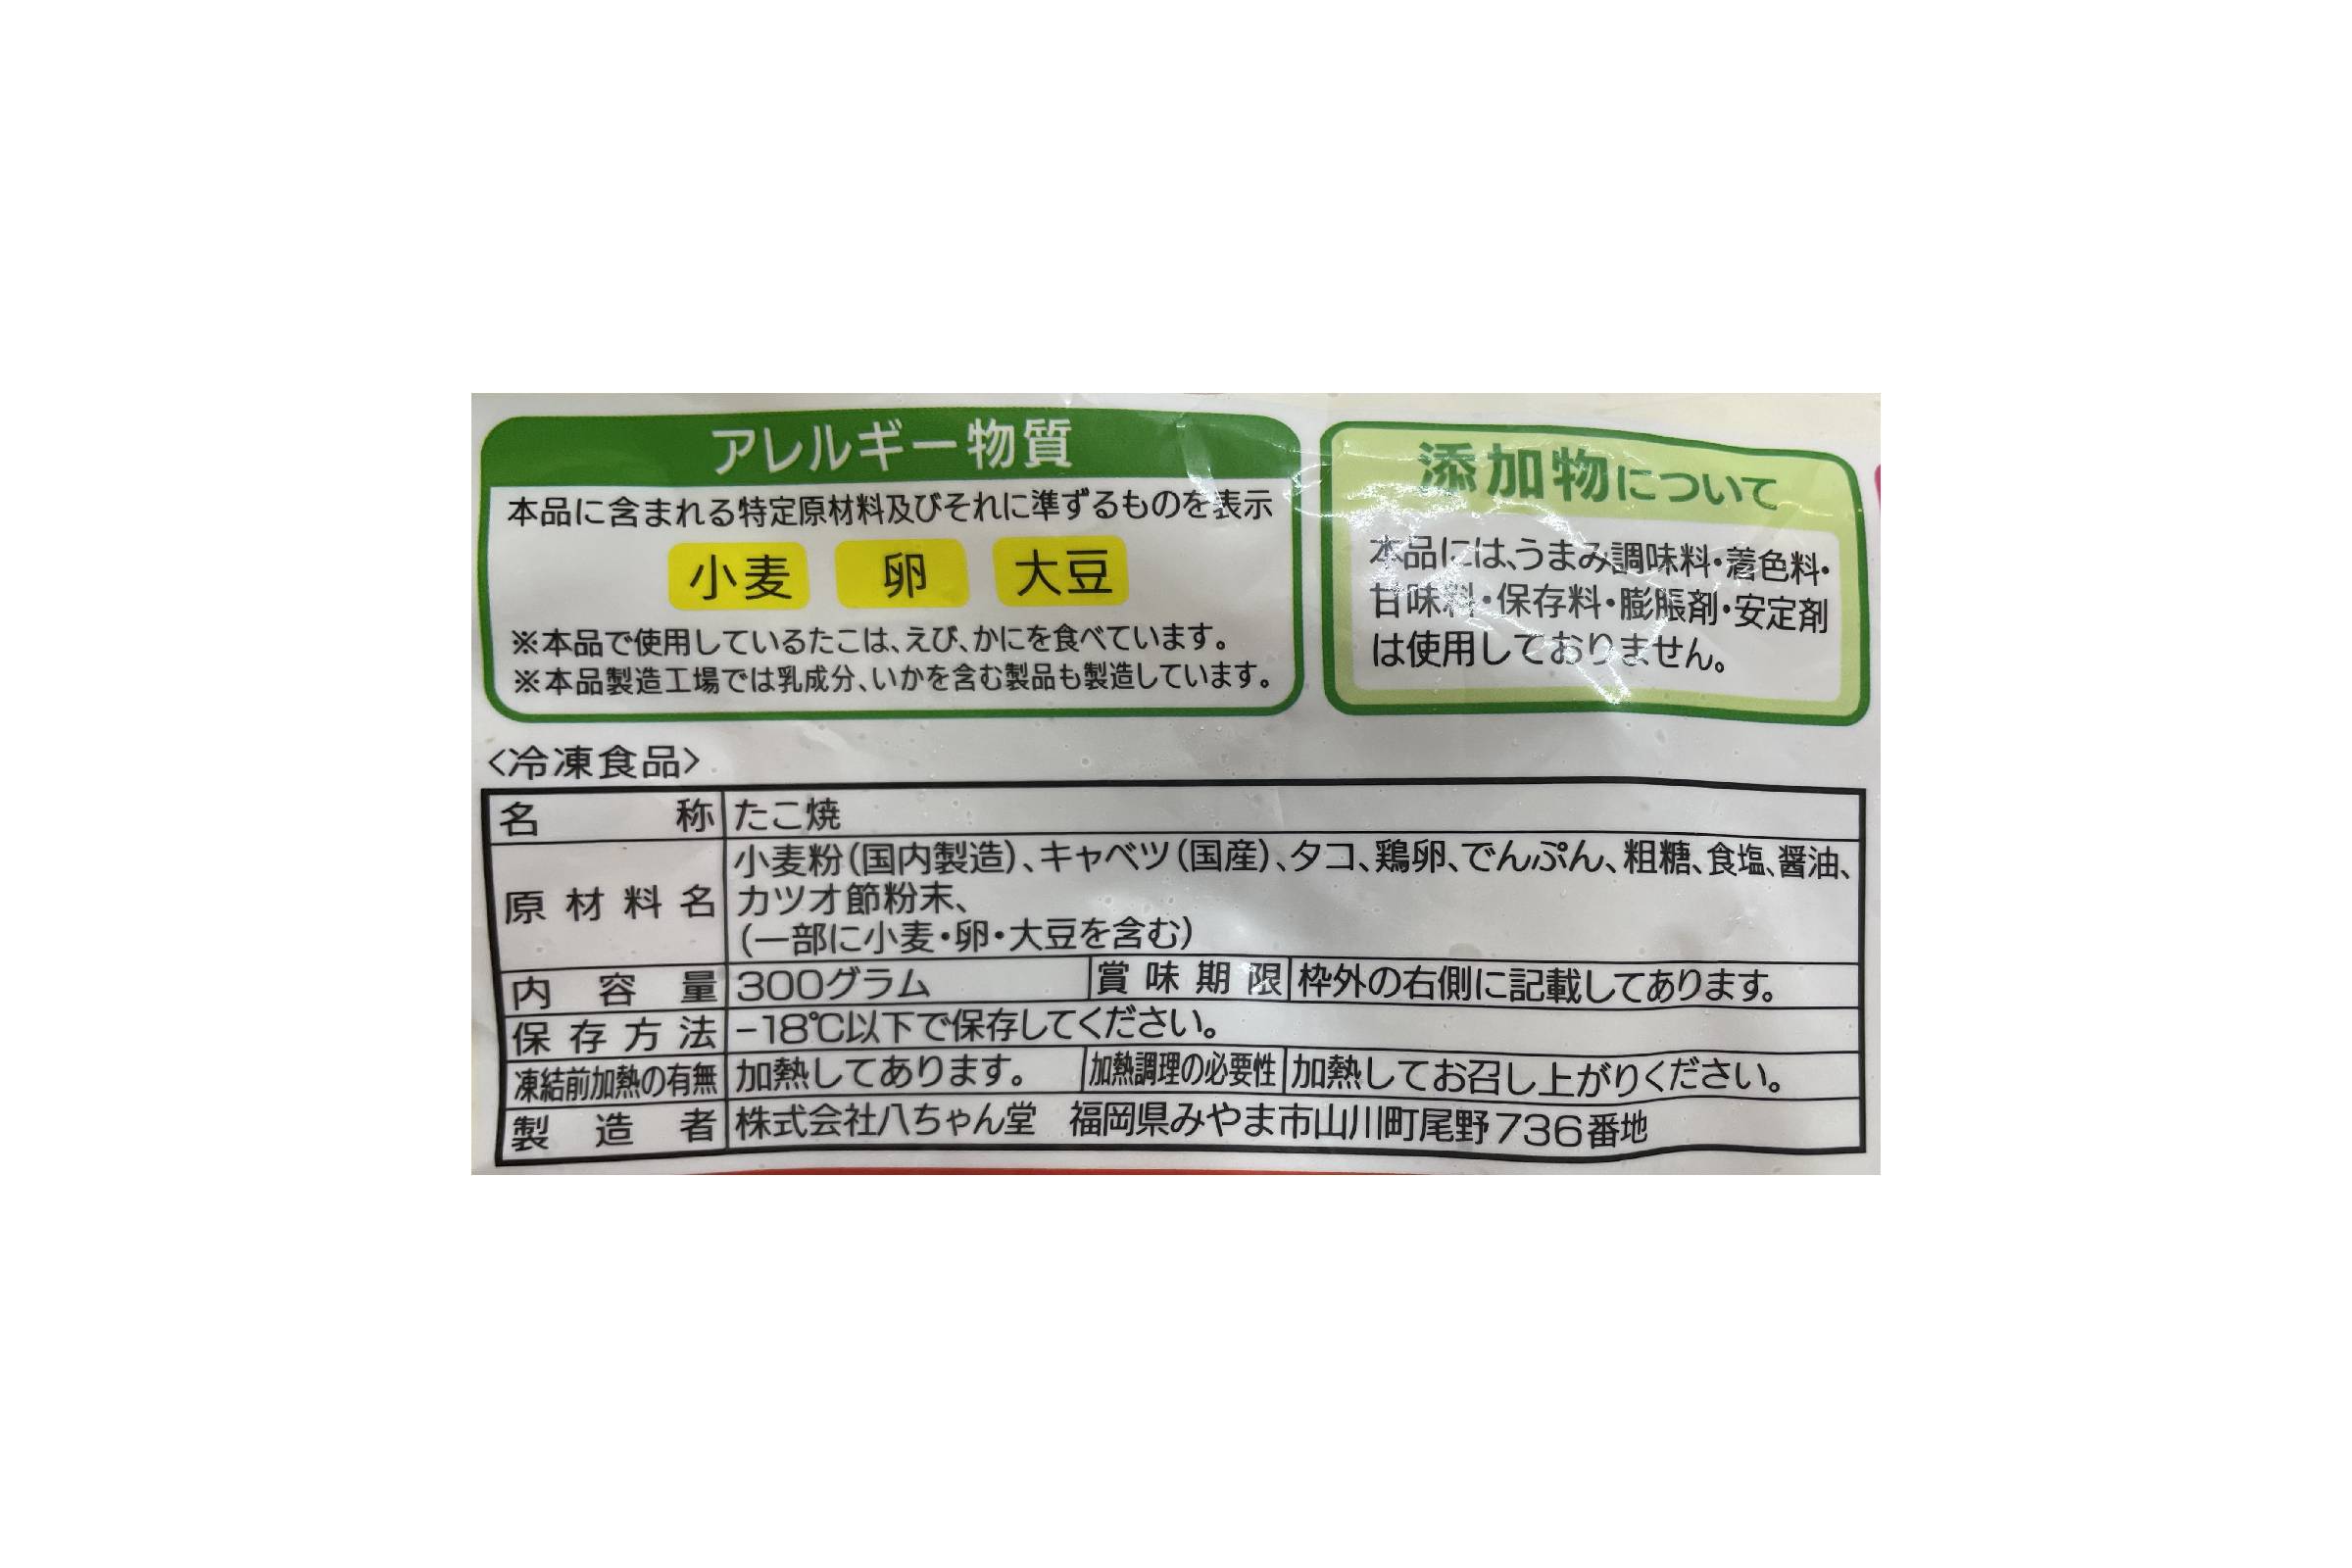 アレルギー物質
本品に含まれる特定原材料及びそれに準ずるものを表示
小麦 卵 大豆
※本品で使用しているたこは、えび、かにを食べています。
※本品製造工場では乳成分、いかを含む製品も製造しています。
添加物について
本品には、うまみ調味料・着色料・
甘味料・保存料・膨脹剤・安定剤
は使用しておりません。
〈冷凍食品〉
名称 たこ焼
原材料名 小麦粉(国内製造)、キャベツ(国産)、タコ、鶏卵、でんぷん、粗糖、食塩、醤油、
カツオ節粉末、
(一部に小麦・卵・大豆を含む)
内容量 300グラム 賞味期限 枠外の右側に記載してあります。
保存方法 −18℃以下で保存してください。
凍結前加熱の有無 加熱してあります。 加熱調理の必要性 加熱してお召し上がりください。
製造者 株式会社八ちゃん堂 福岡県みやま市山川町尾野736番地